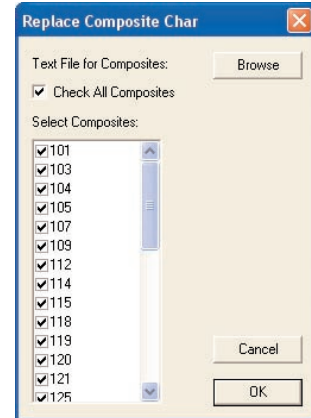 Replace Composite Char
Text File for Composites:
Browse
Check All Composites
Select Composites:
101
103
104
105
107
109
112
114
115
118
119
120
121
125
Cancel
OK